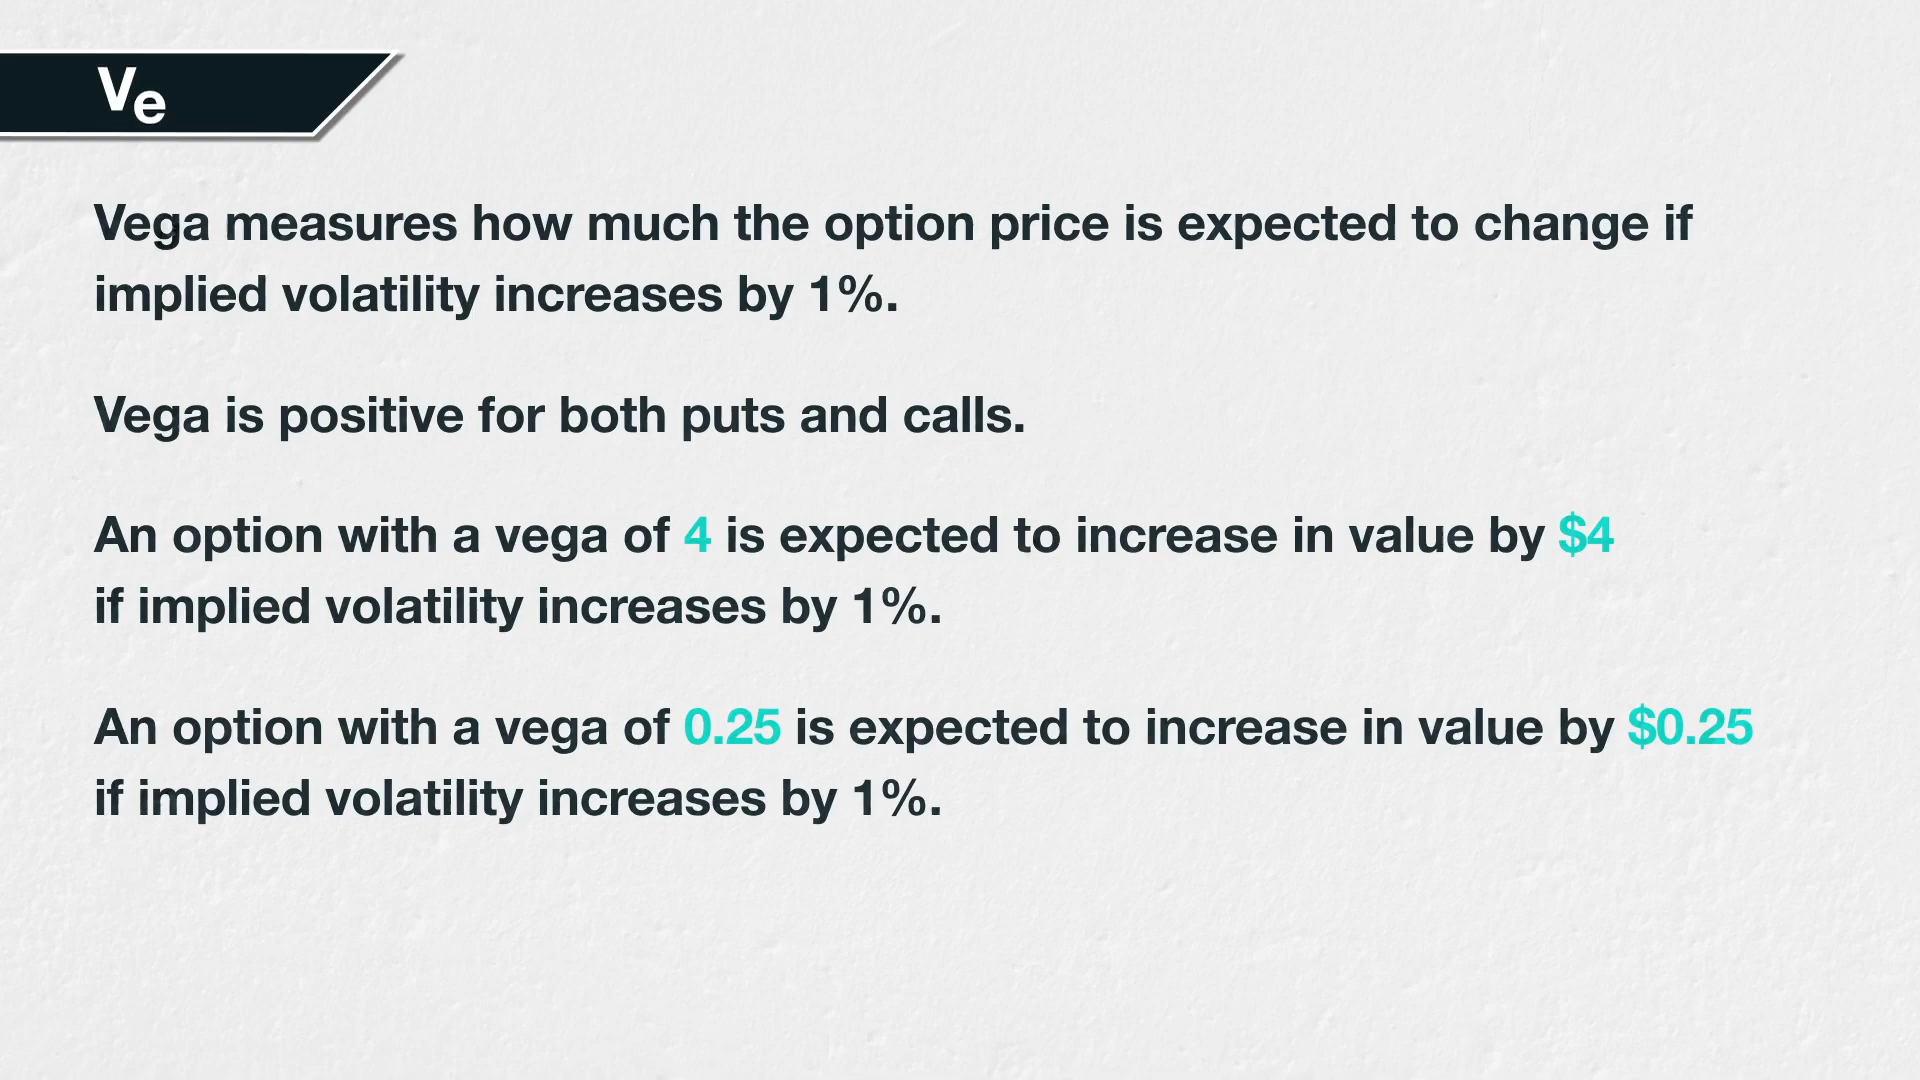 Ve
Vega measures how much the option price is expected to change if
implied volatility increases by 1%.
Vega is positive for both puts and calls.
An option with a vega of 4 is expected to increase in value by $4
if implied volatility increases by 1%.
An option with a vega of 0.25 is expected to increase in value by $0.25
if implied volatility increases by 1%.